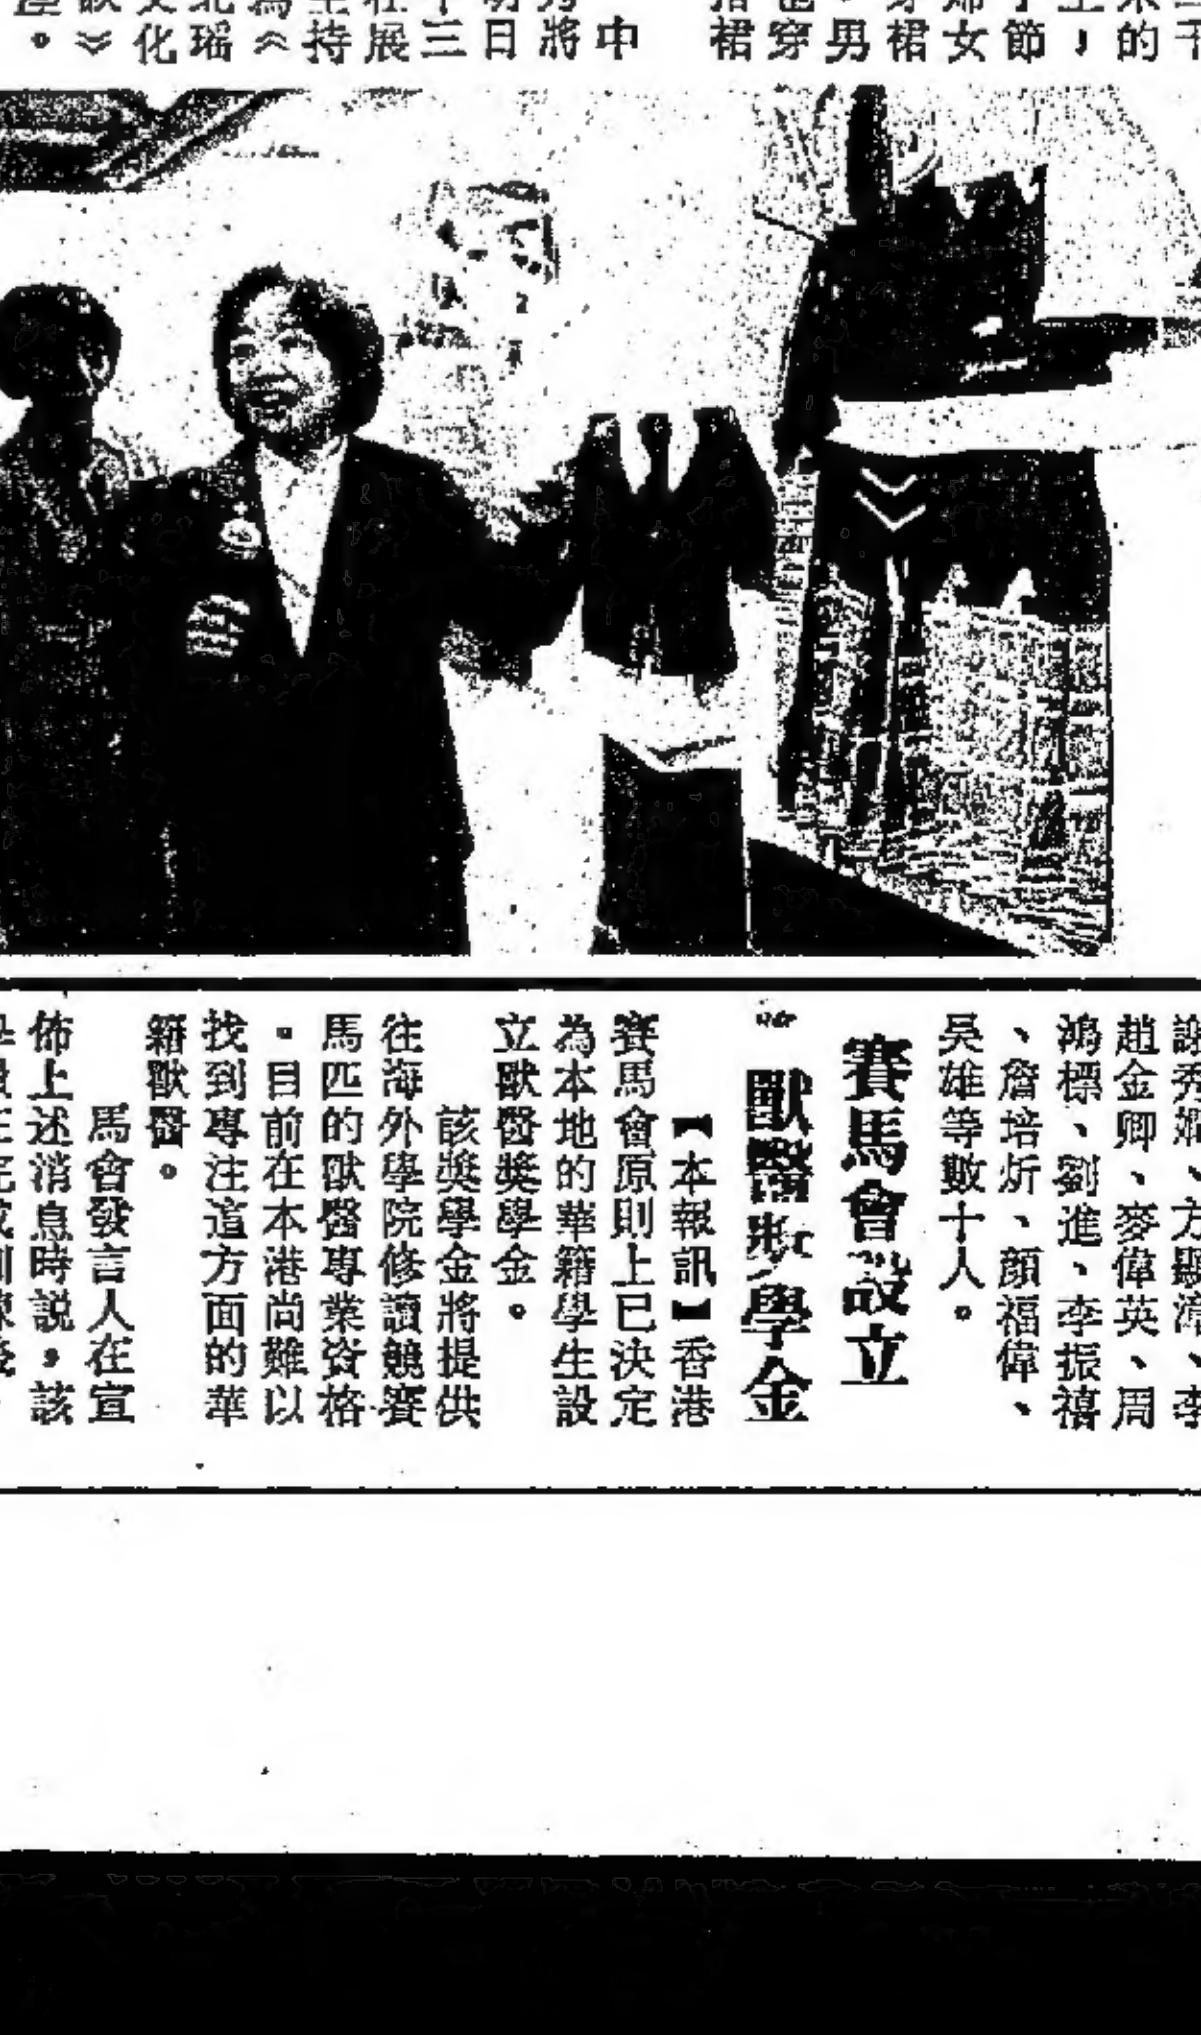 的
，
節
婦女
裙
男
穿
裙
中
將
日
三
展
持
《
北瑤
文化
》
。
、李
趙金卿、麥偉英、周
鴻標、劉進、李振禧
、詹培炘、顏福偉、
吳雄等數十人。
賽馬會設立
獸醫獎學金
【本報訊】香港
賽馬會原則上已決定
為本地的華籍學生設
立獸醫獎學金。
該獎學金將提供
往海外學院修讀競賽
馬匹的獸醫專業資格
。目前在本港尚難以
找到專注這方面的華
籍獸醫。
馬會發言人在宣
佈上述消息時説，該